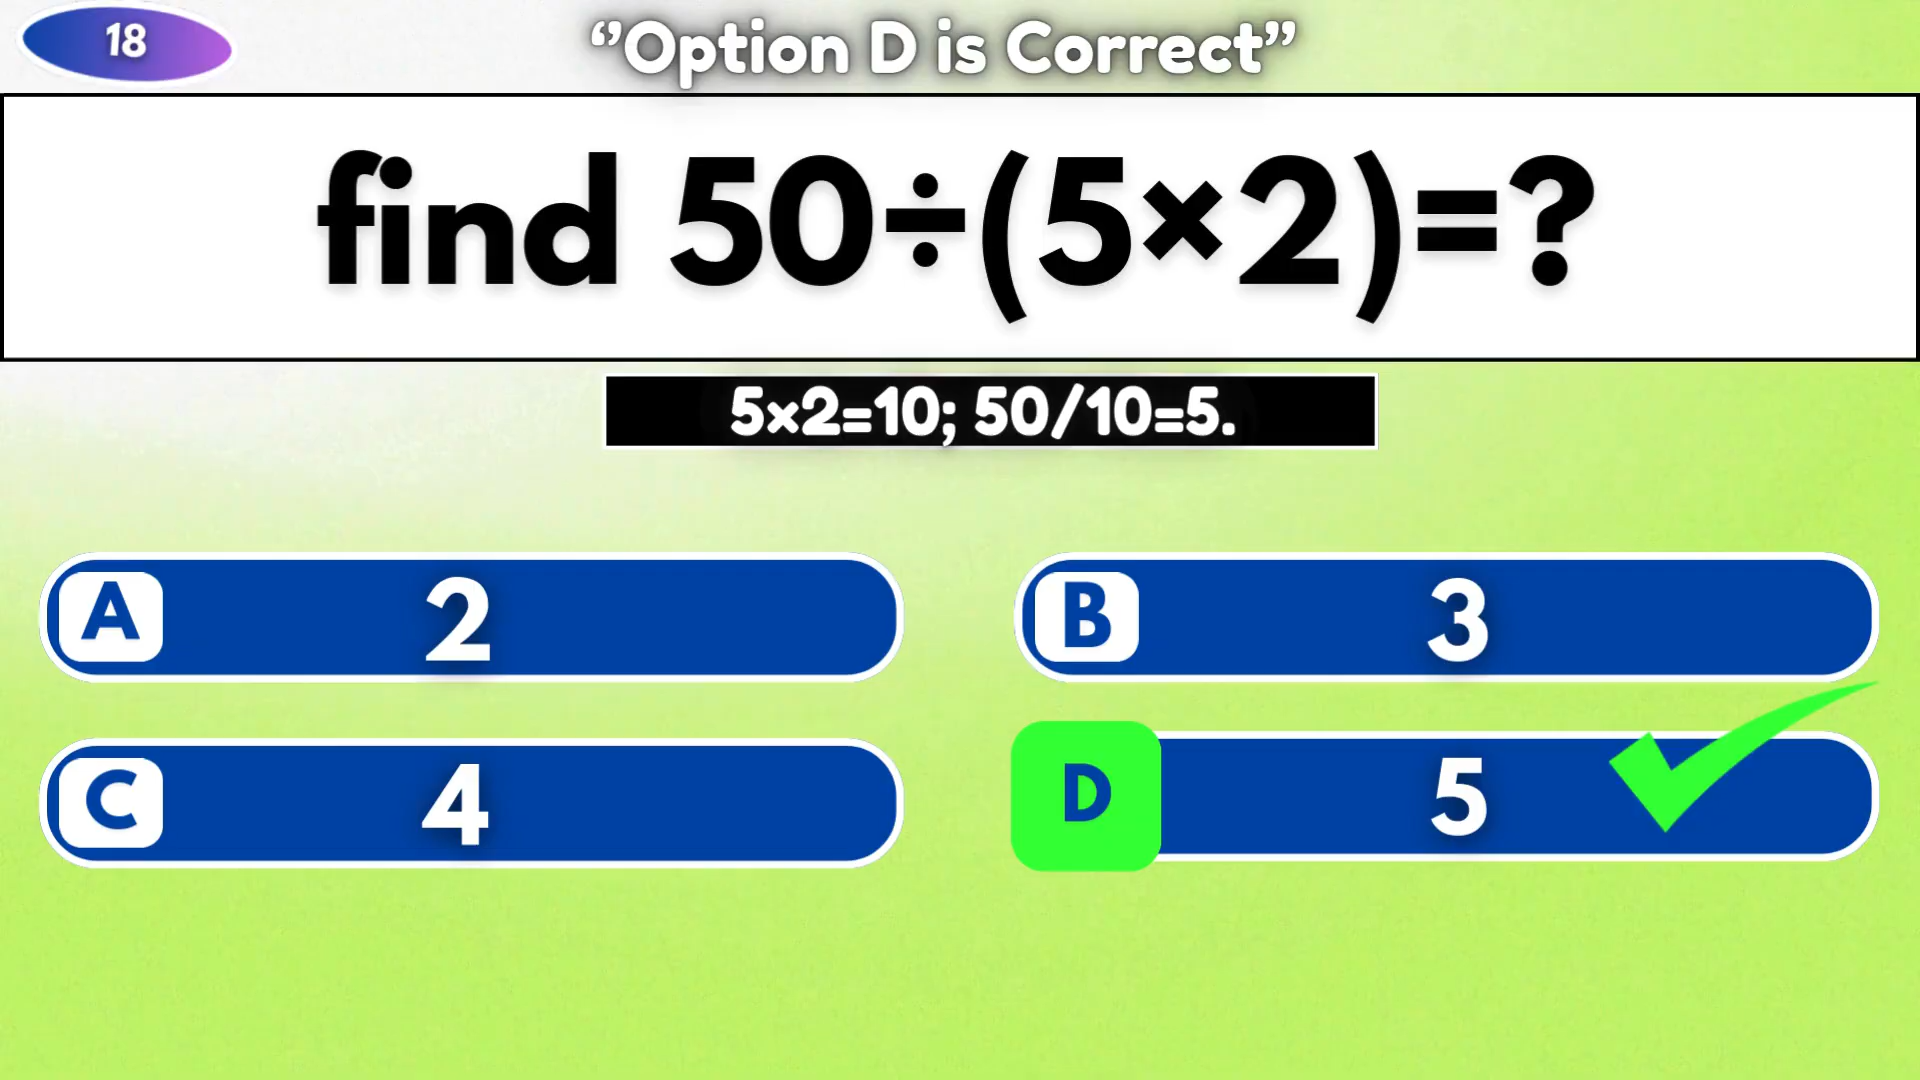 18
‘’Option D is Correct”
find 50÷(5×2)=?
5×2=10; 50/10=5.
A 2
B 3
C 4
D 5